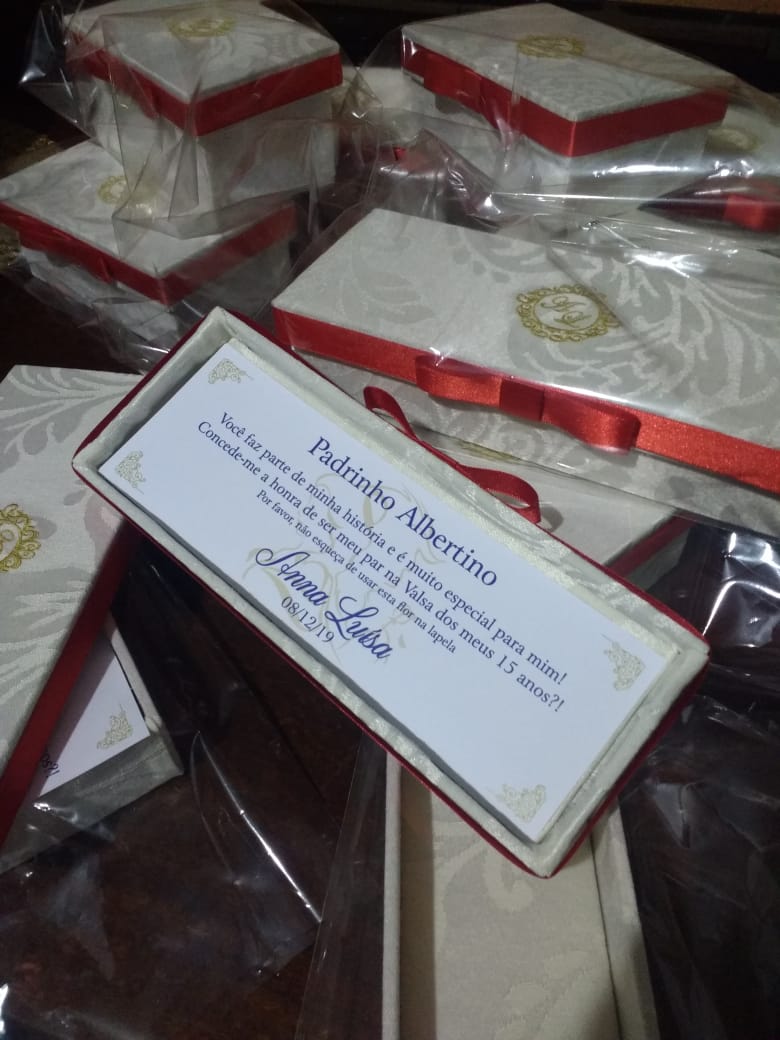 Padrinho Albertino
Você faz parte de minha história e é muito especial para mim!
Concede-me a honra de ser meu par na Valsa dos meus 15 anos?!
Por favor, não esqueça de usar esta flor na lapela
Anna Luísa
08/12/19